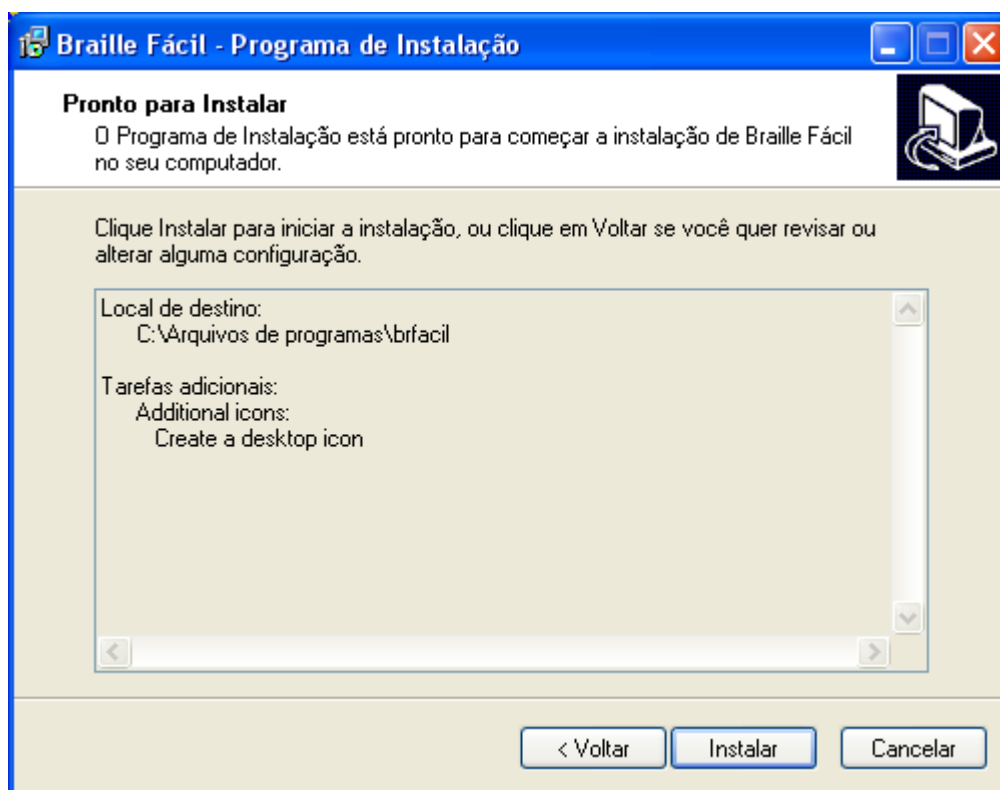 Braille Fácil - Programa de Instalação
Pronto para Instalar
O Programa de Instalação está pronto para começar a instalação de Braille Fácil
no seu computador.
Clique Instalar para iniciar a instalação, ou clique em Voltar se você quer revisar ou
alterar alguma configuração.
Local de destino:
C:\Arquivos de programas\brfacil
Tarefas adicionais:
Additional icons:
Create a desktop icon
< Voltar
Instalar
Cancelar